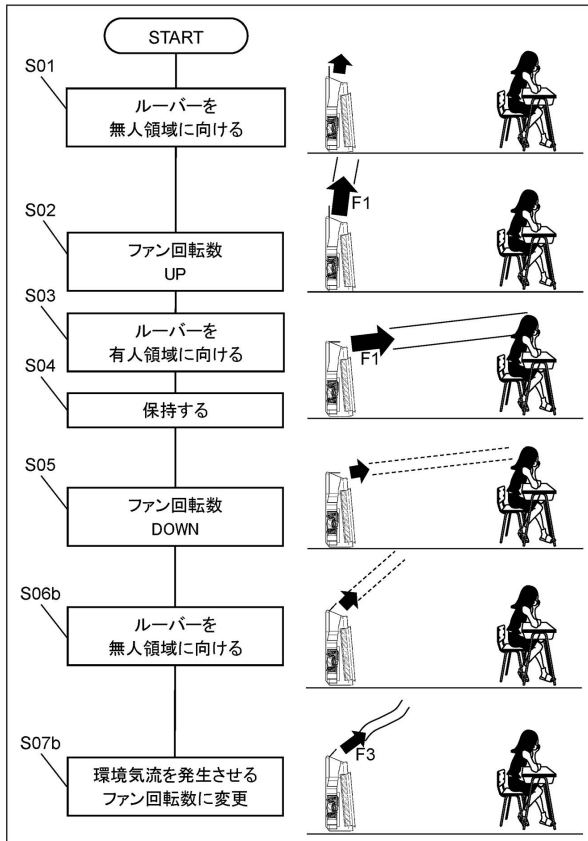 START
S01
ルーバーを
無人領域に向ける
S02
F1
ファン回転数
UP
S03
ルーバーを
有人領域に向ける
F1
S04
保持する
S05
ファン回転数
DOWN
S06b
ルーバーを
無人領域に向ける
S07b
F3
環境気流を発生させる
ファン回転数に変更